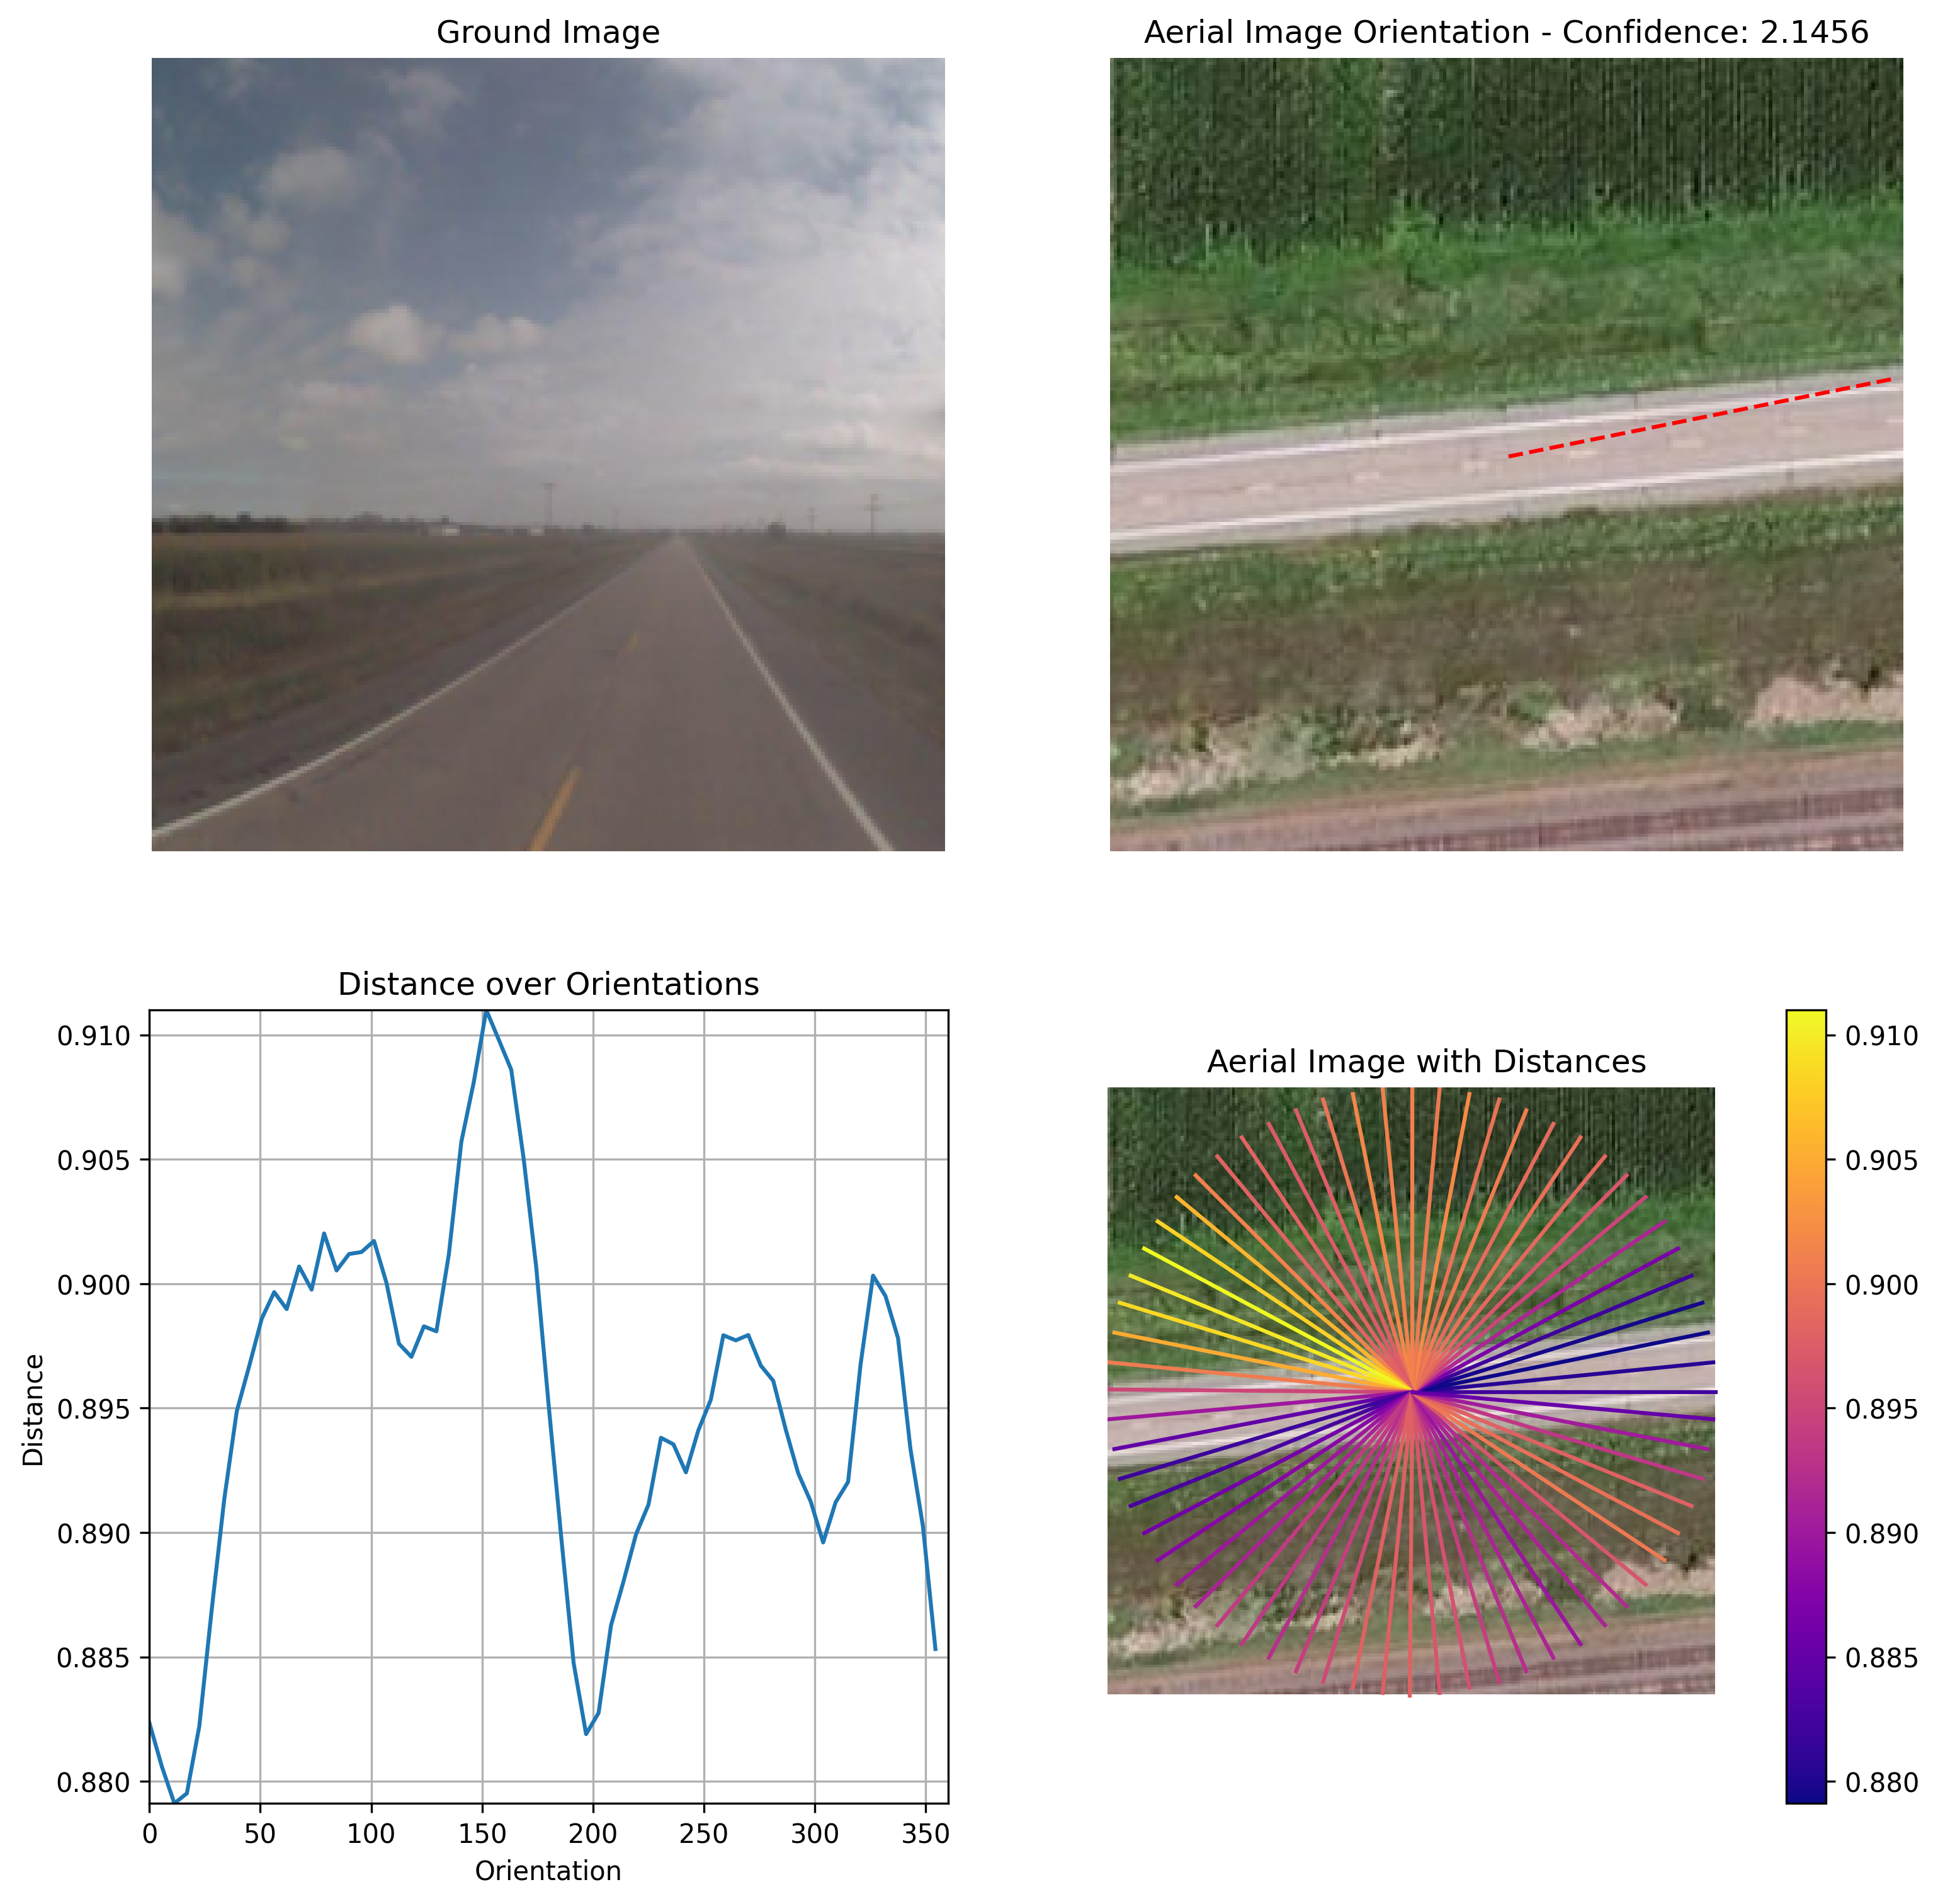 Ground Image
Aerial Image Orientation - Confidence: 2.1456
Distance over Orientations
0.910
0.905
0.900
0.895
0.890
0.885
0.880
Distance
0 50 100 150 200 250 300 350
Orientation
Aerial Image with Distances
0.910
0.905
0.900
0.895
0.890
0.885
0.880